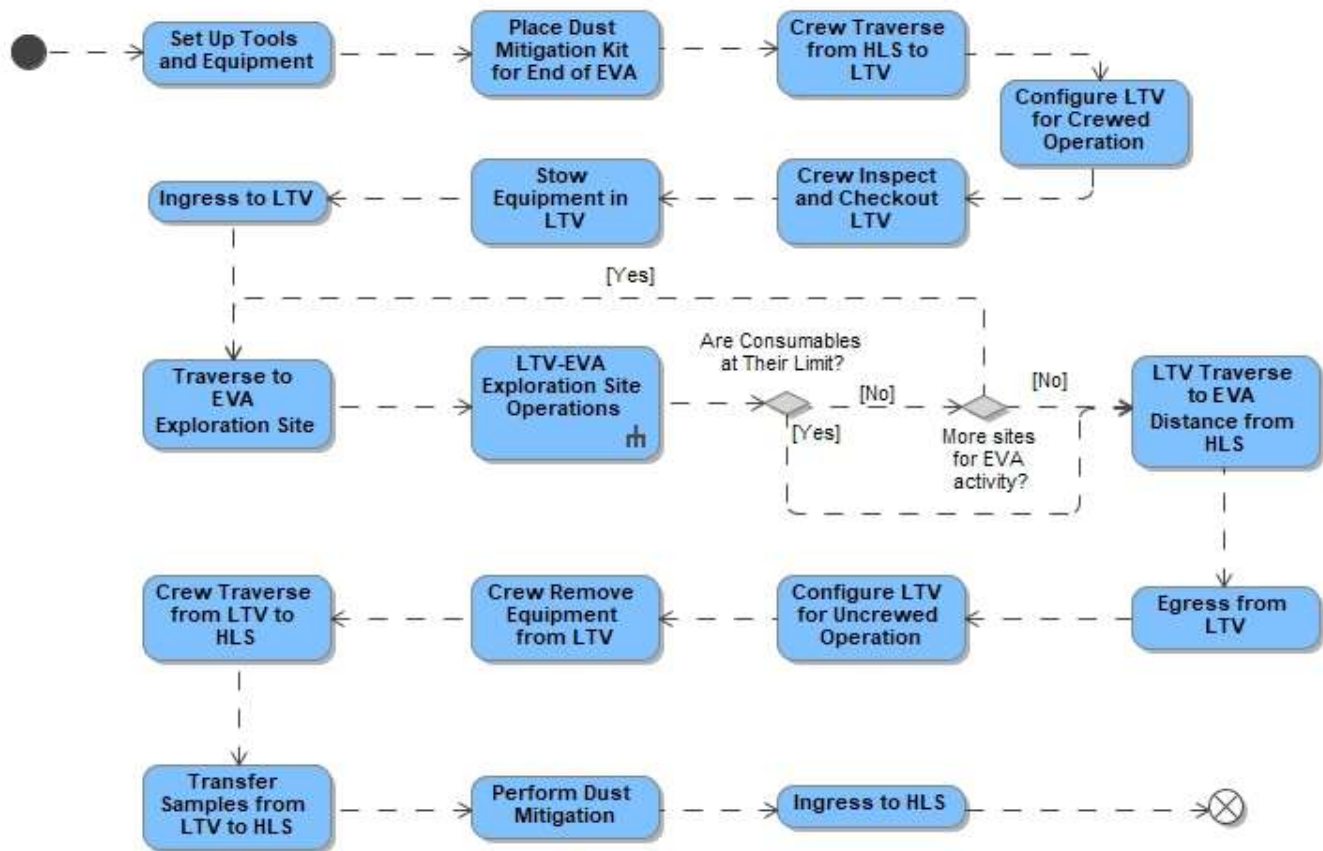 Set Up Tools
and Equipment
Place Dust
Mitigation Kit
for End of EVA
Crew Traverse
from HLS to
LTV
Configure LTV
for Crewed
Operation
Crew Inspect
and Checkout
LTV
Stow
Equipment in
LTV
Ingress to LTV
[Yes]
Traverse to
EVA
Exploration Site
LTV-EVA
Exploration Site
Operations
Are Consumables
at Their Limit?
[No]
[Yes]
More sites
for EVA
activity?
[No]
LTV Traverse
to EVA
Distance from
HLS
Egress from
LTV
Configure LTV
for Uncrewed
Operation
Crew Remove
Equipment
from LTV
Crew Traverse
from LTV to
HLS
Transfer
Samples from
LTV to HLS
Perform Dust
Mitigation
Ingress to HLS